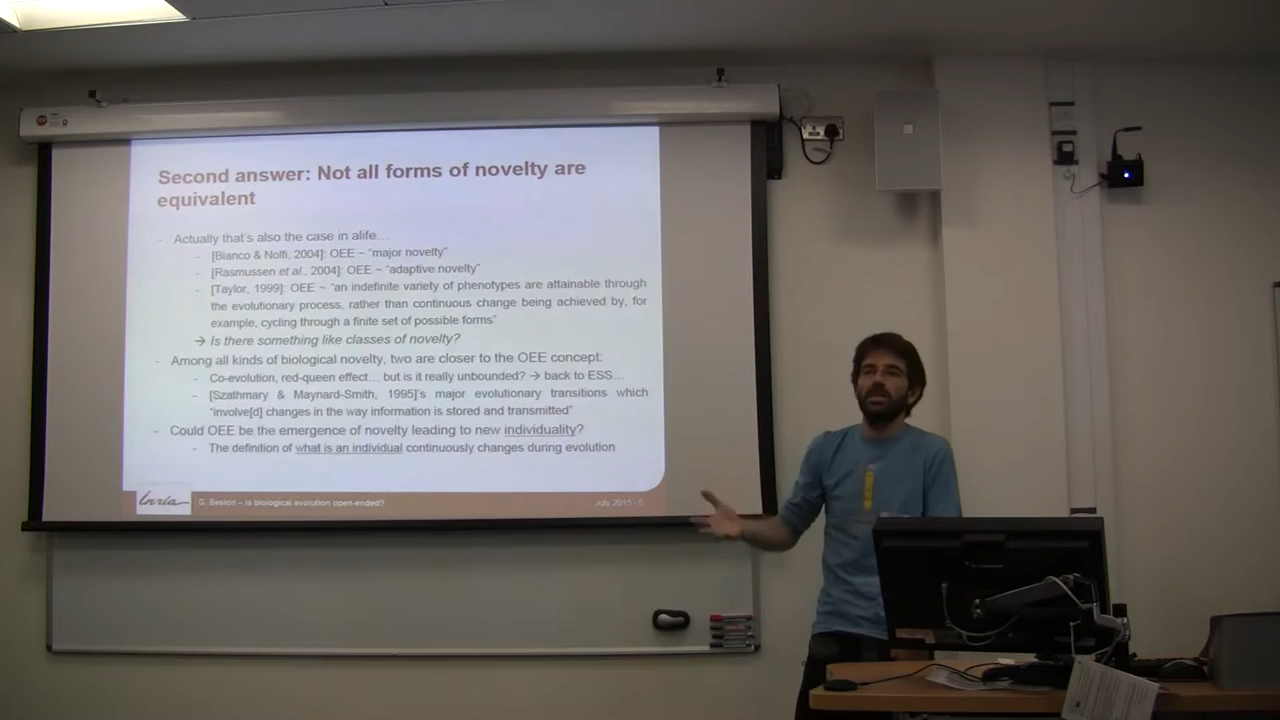 Second answer: Not all forms of novelty are
equivalent
- Actually that's also the case in alife…
- [Bianco & Nolfi, 2004]: OEE ~ "major novelty"
- [Rasmussen et al., 2004]: OEE ~ "adaptive novelty"
- [Taylor, 1999]: OEE ~ "an indefinite variety of phenotypes are attainable through
the evolutionary process, rather than continuous change being achieved by, for
example, cycling through a finite set of possible forms"
→ Is there something like classes of novelty?
- Among all kinds of biological novelty, two are closer to the OEE concept:
- Co-evolution, red-queen effect… but is it really unbounded? → back to ESS…
- [Szathmary & Maynard-Smith, 1995]'s major evolutionary transitions which
"involve[d] changes in the way information is stored and transmitted"
- Could OEE be the emergence of novelty leading to new individuality?
- The definition of what is an individual continuously changes during evolution
Inria
G. Beslon – Is biological evolution open-ended?
July 2015